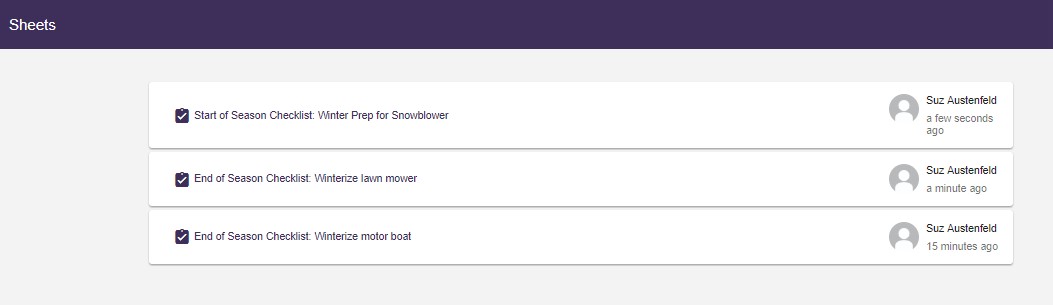 Sheets
Start of Season Checklist: Winter Prep for Snowblower
Suz Austenfeld
a few seconds
ago
End of Season Checklist: Winterize lawn mower
Suz Austenfeld
a minute ago
End of Season Checklist: Winterize motor boat
Suz Austenfeld
15 minutes ago